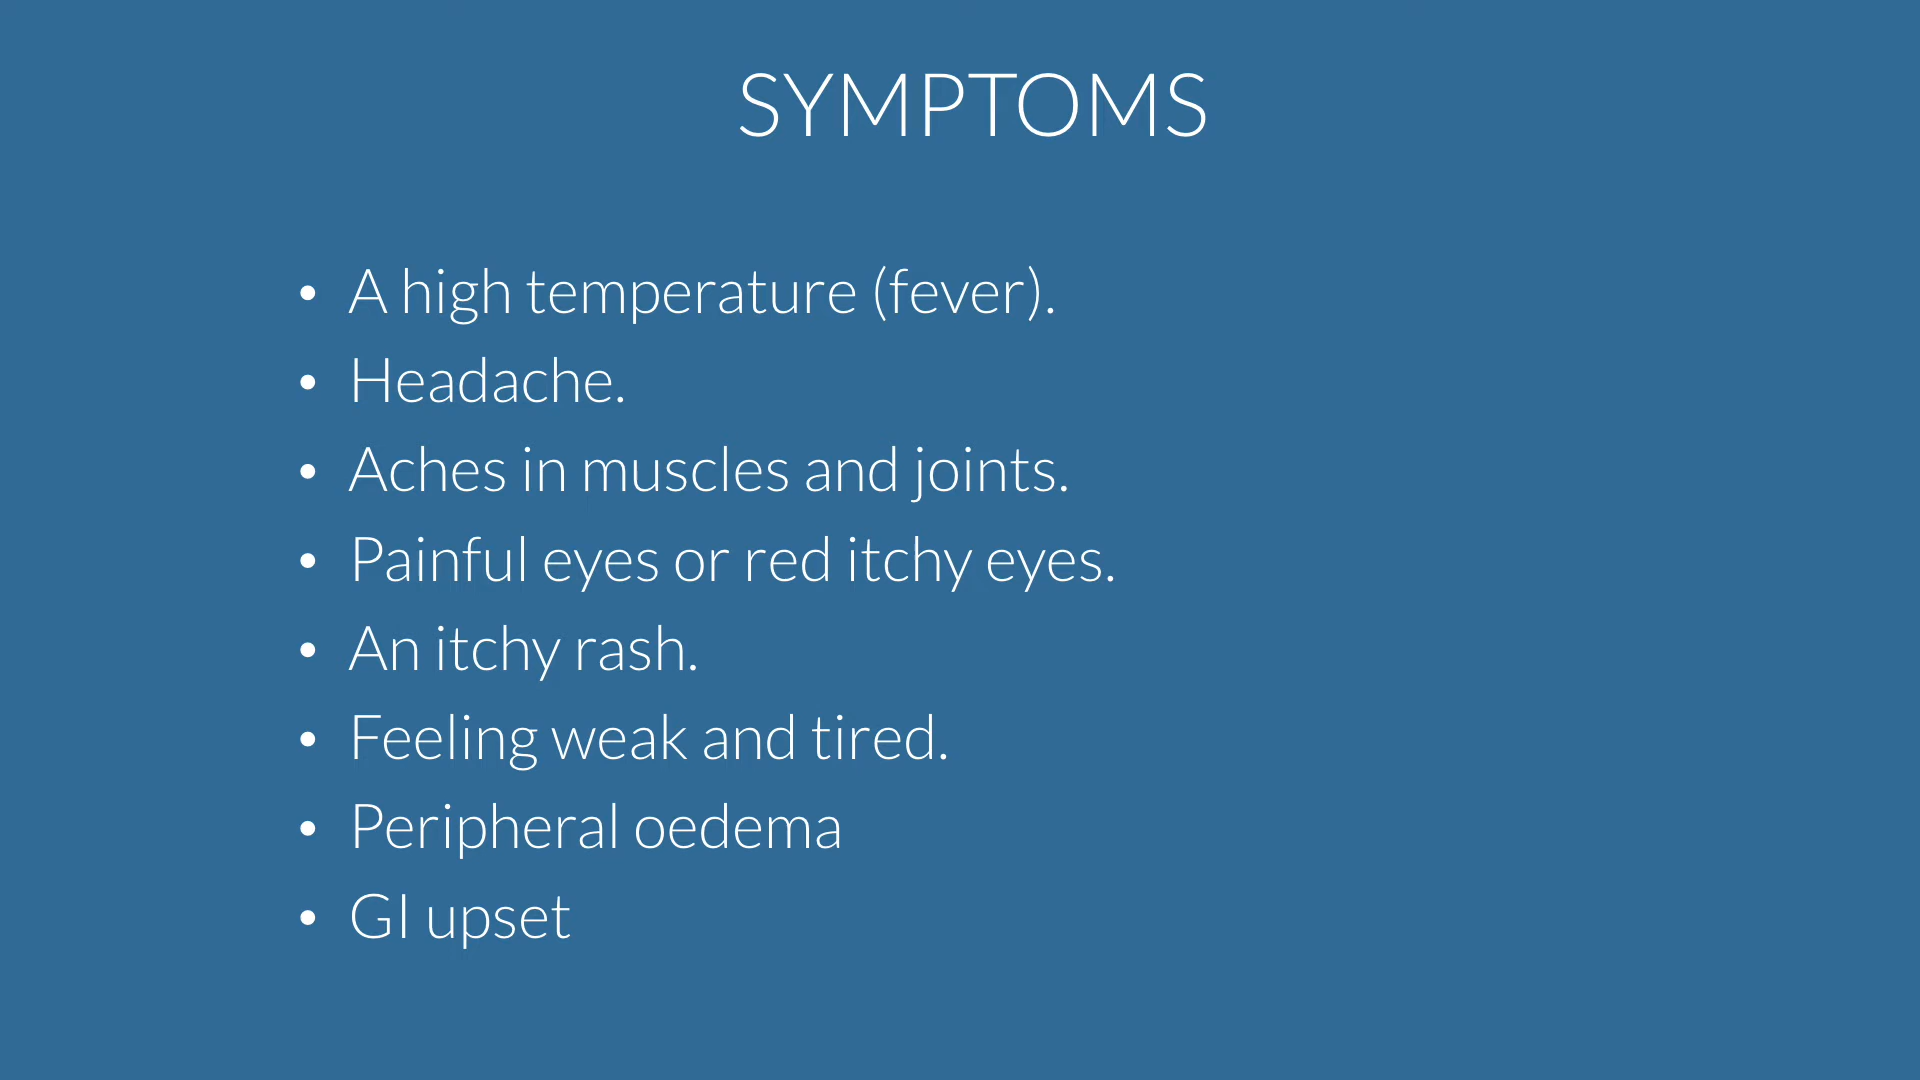 SYMPTOMS
• A high temperature (fever).
• Headache.
• Aches in muscles and joints.
• Painful eyes or red itchy eyes.
• An itchy rash.
• Feeling weak and tired.
• Peripheral oedema
• GI upset